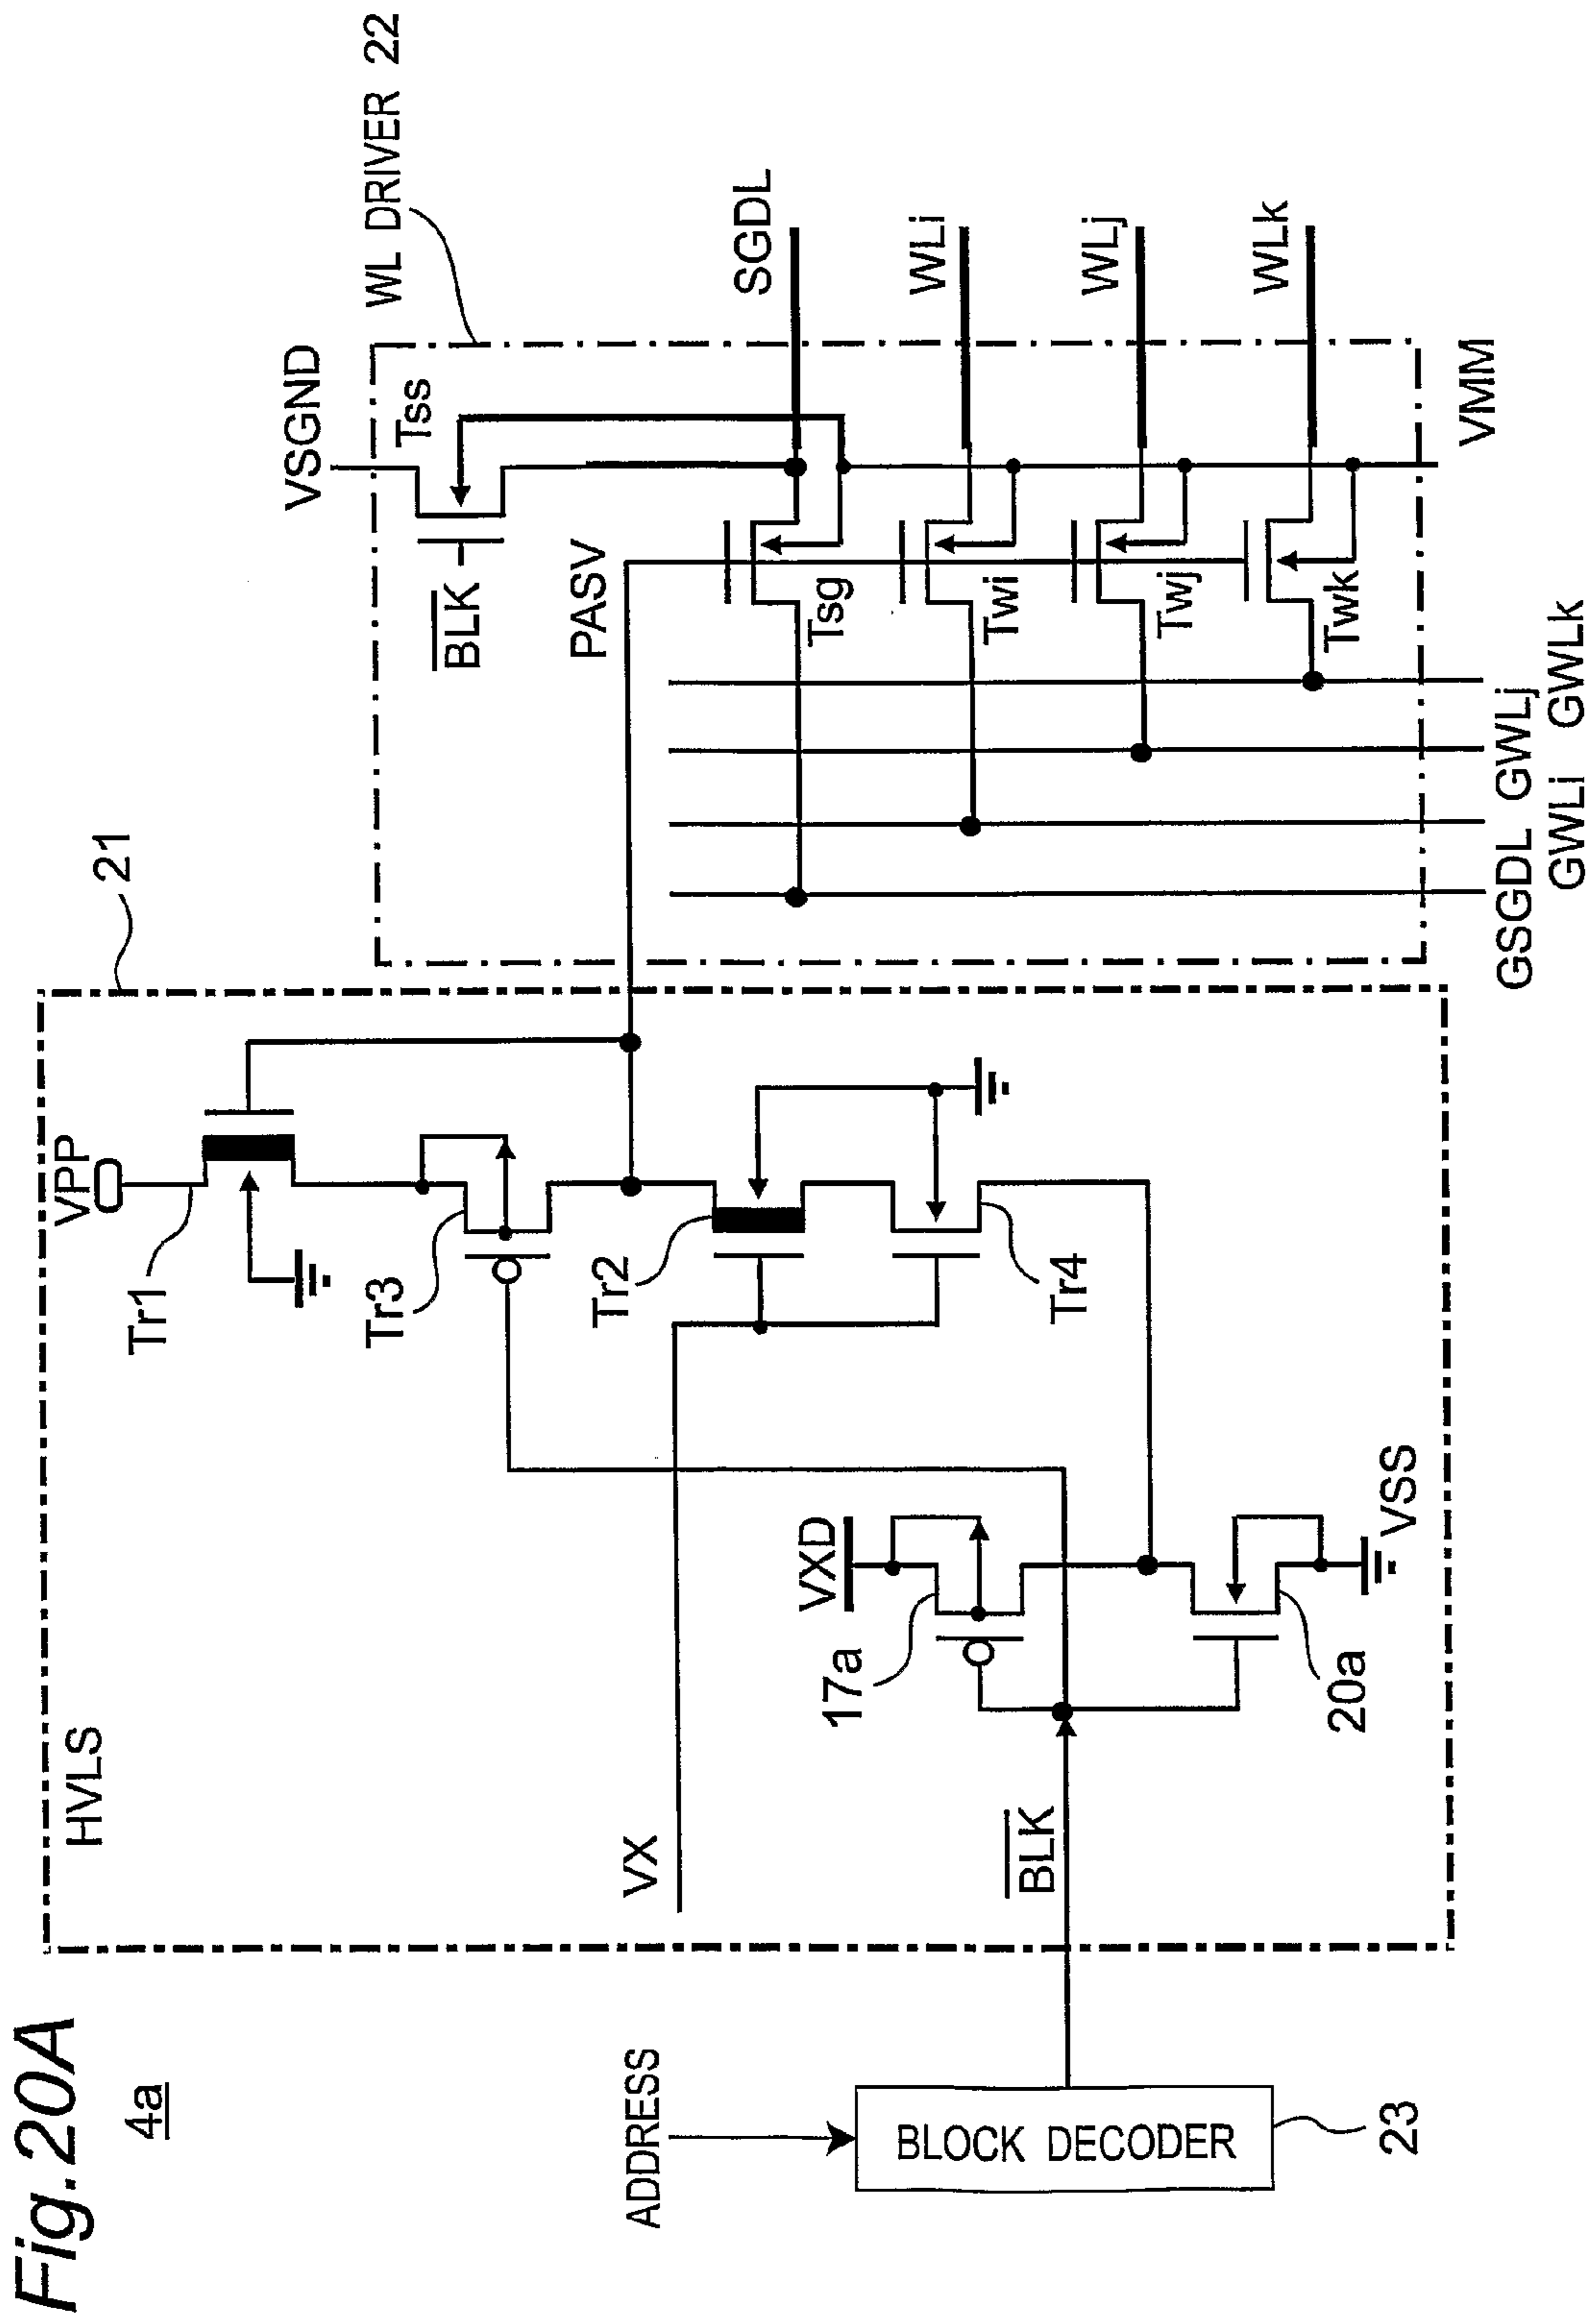 Fig.20A
4a
HVLS
21
VPP
Tr1
Tr3
Tr2
Tr4
VX
VXD
17a
20a
VSS
BLK
ADDRESS
BLOCK DECODER
23
WL DRIVER 22
VSGND
Tss
BLK
PASV
SGDL
WLi
WLj
WLk
Tsg
Twi
Twj
Twk
VMM
GSGDL GWLj
GWLi GWLk